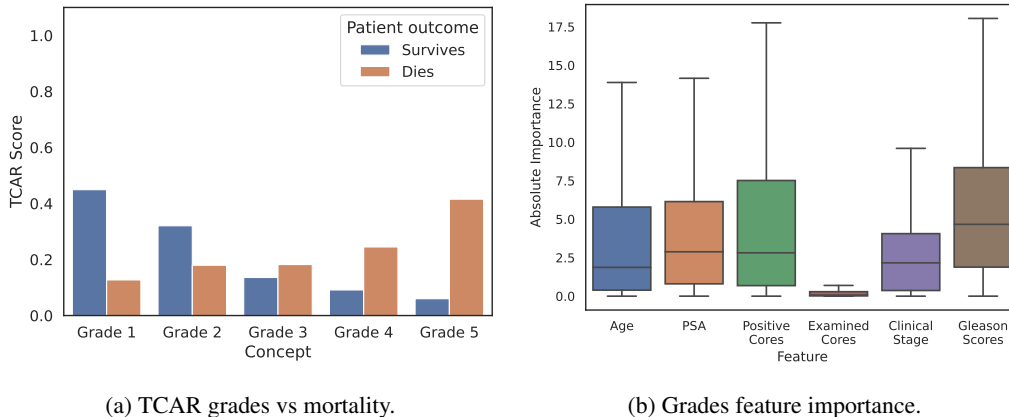 1.0
0.8
0.6
0.4
0.2
0.0
TCAR Score
Patient outcome
Survives
Dies
Grade 1 Grade 2 Grade 3 Grade 4 Grade 5
Concept
(a) TCAR grades vs mortality.
17.5
15.0
12.5
10.0
7.5
5.0
2.5
0.0
Absolute Importance
Age PSA Positive Examined Clinical Gleason
Cores Cores Stage Scores
Feature
(b) Grades feature importance.